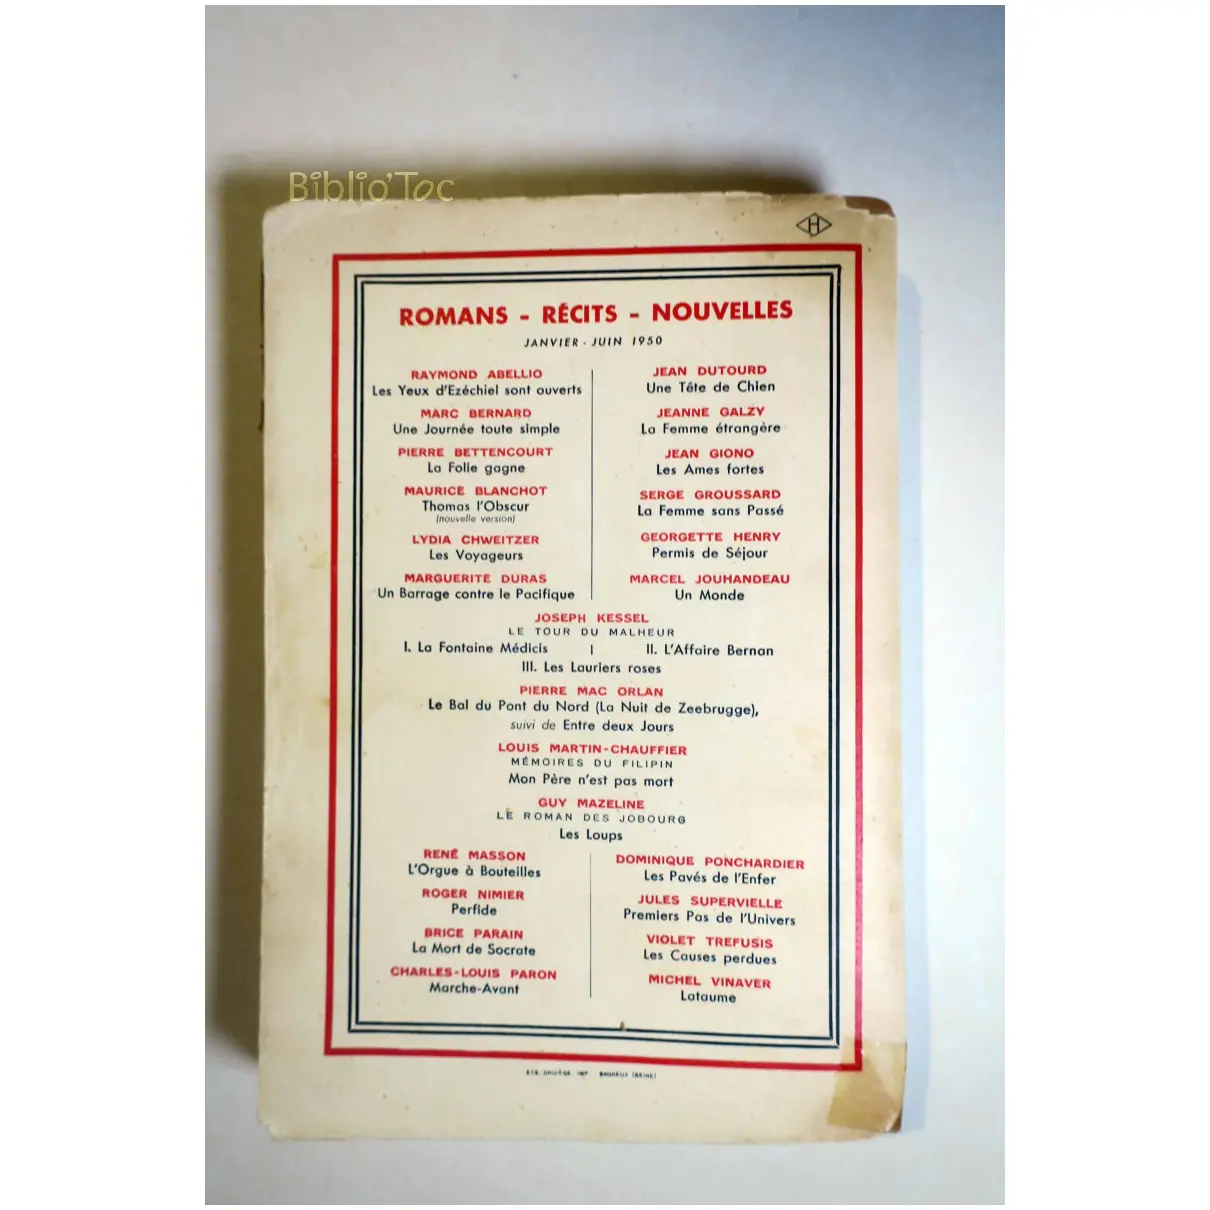 Biblio'Toc
H
ROMANS - RÉCITS - NOUVELLES
JANVIER - JUIN 1950
RAYMOND ABELLIO
Les Yeux d'Ezéchiel sont ouverts
MARC BERNARD
Une Journée toute simple
PIERRE BETTENCOURT
La Folie gagne
MAURICE BLANCHOT
Thomas l'Obscur
(nouvelle version)
LYDIA CHWEITZER
Les Voyageurs
MARGUERITE DURAS
Un Barrage contre le Pacifique
JEAN DUTOURD
Une Tête de Chien
JEANNE GALZY
La Femme étrangère
JEAN GIONO
Les Ames fortes
SERGE GROUSSARD
La Femme sans Passé
GEORGETTE HENRY
Permis de Séjour
MARCEL JOUHANDEAU
Un Monde
JOSEPH KESSEL
LE TOUR DU MALHEUR
I. La Fontaine Médicis | II. L'Affaire Bernan
III. Les Lauriers roses
PIERRE MAC ORLAN
Le Bal du Pont du Nord (La Nuit de Zeebrugge),
suivi de Entre deux Jours
LOUIS MARTIN-CHAUFFIER
MÉMOIRES DU FILIPIN
Mon Père n'est pas mort
GUY MAZELINE
LE ROMAN DES JOBOURG
Les Loups
RENÉ MASSON
L'Orgue à Bouteilles
ROGER NIMIER
Perfide
BRICE PARAIN
La Mort de Socrate
CHARLES-LOUIS PARON
Marche-Avant
DOMINIQUE PONCHARDIER
Les Pavés de l'Enfer
JULES SUPERVIELLE
Premiers Pas de l'Univers
VIOLET TREFUSIS
Les Causes perdues
MICHEL VINAVER
Lataume
IMP. BAGNEUX (SEINE)